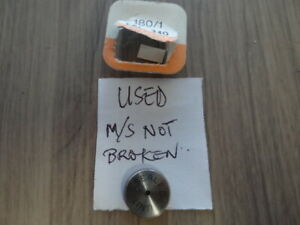 180/1
USED
M/S NOT
BROKEN..